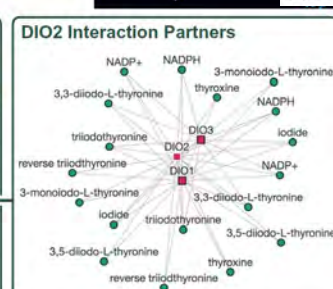 DIO2 Interaction Partners
NADP+
NADPH
3-monoiodo-L-thyronine
3,3-diiodo-L-thyronine
thyroxine
NADPH
DIO3
triiodothyronine
iodide
DIO2
reverse triiodthyronine
NADP+
DIO1
3-monoiodo-L-thyronine
3,3-diiodo-L-thyronine
iodide
triiodothyronine
3,5-diiodo-L-thyronine
3,5-diiodo-L-thyronine
thyroxine
reverse triiodthyronine